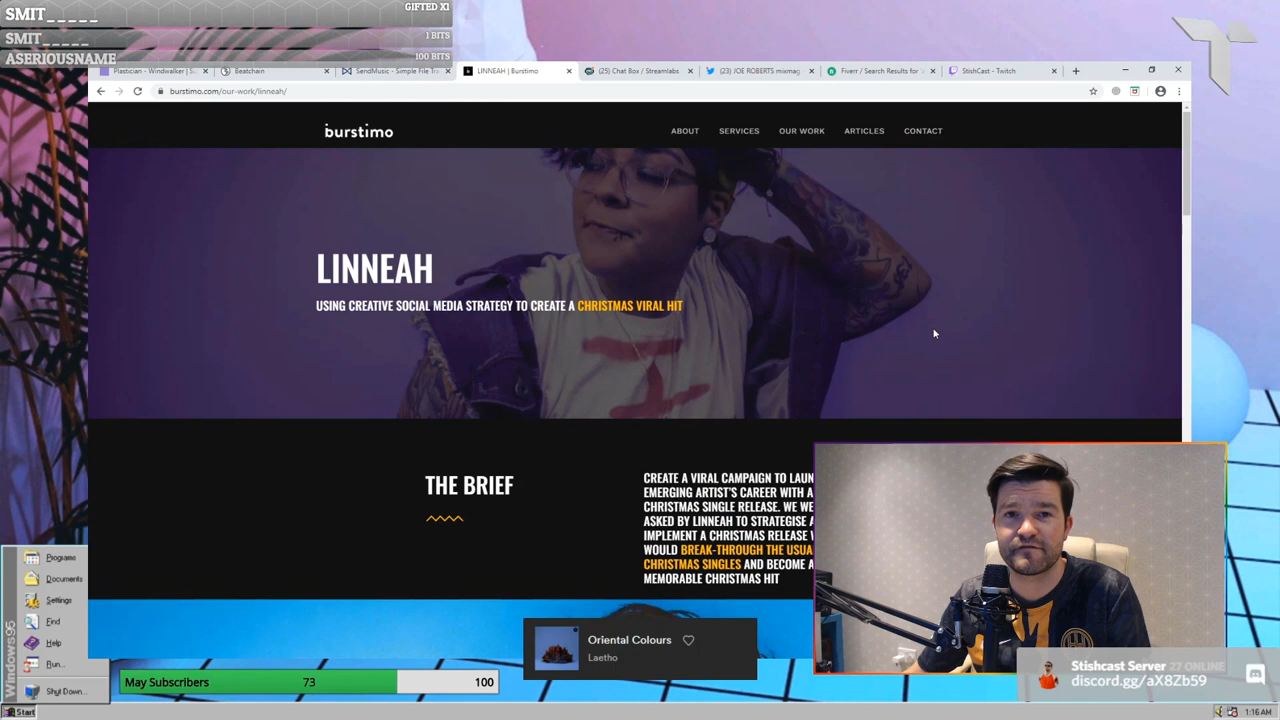 SMIT_____
GIFTED X1
SMIT_____
1 BITS
ASERIOUSNAME
100 BITS
Plastician - Windwalker | S
Beatchain
SendMusic - Simple File Tra
LINNEAH | Burstimo
(25) Chat Box / Streamlabs
(23) JOE ROBERTS mixmag
Fiverr / Search Results for
StishCast - Twitch
burstimo.com/our-work/linneah/
burstimo
ABOUT
SERVICES
OUR WORK
ARTICLES
CONTACT
LINNEAH
USING CREATIVE SOCIAL MEDIA STRATEGY TO CREATE A CHRISTMAS VIRAL HIT
THE BRIEF
CREATE A VIRAL CAMPAIGN TO LAUN
EMERGING ARTIST'S CAREER WITH A
CHRISTMAS SINGLE RELEASE. WE WE
ASKED BY LINNEAH TO STRATEGISE A
IMPLEMENT A CHRISTMAS RELEASE
WOULD BREAK-THROUGH THE USUA
CHRISTMAS SINGLES AND BECOME A
MEMORABLE CHRISTMAS HIT
Programs
Documents
Settings
Find
Help
Run...
Shut Down...
Windows95
Oriental Colours
Laetho
May Subscribers
73
100
Stishcast Server 27 ONLINE
discord.gg/aX8Zb59
Start
1:16 AM